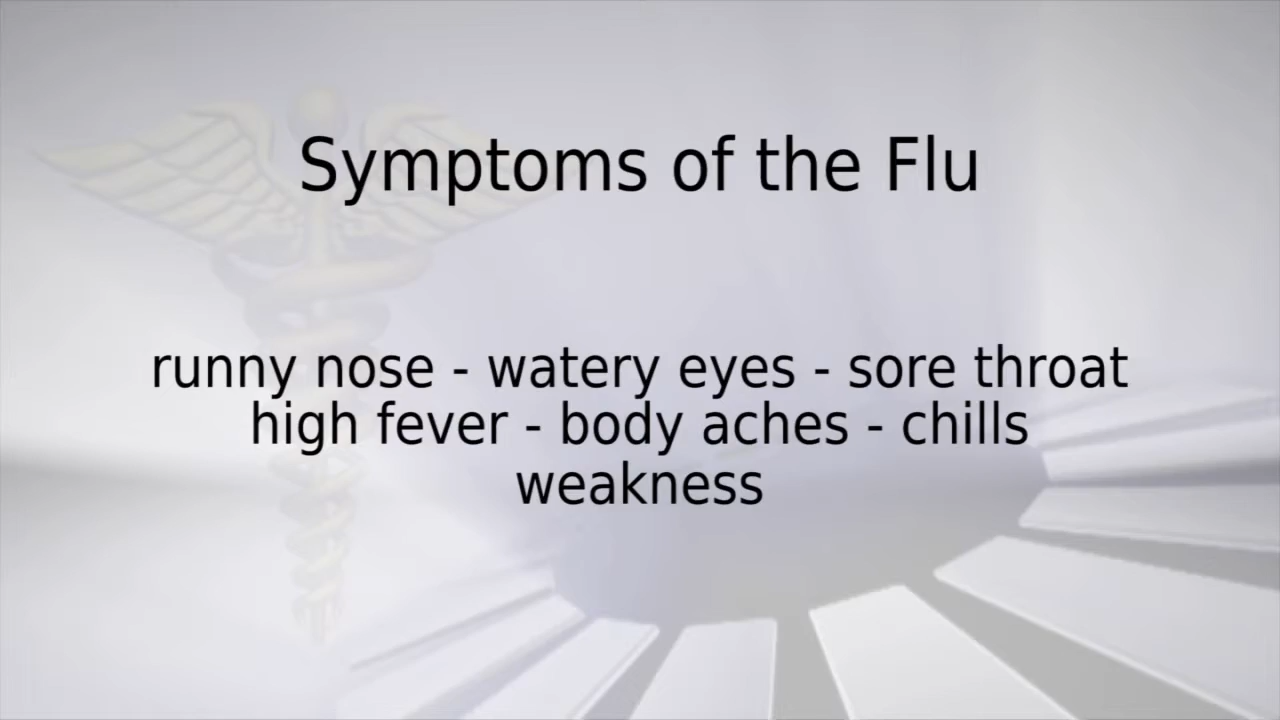 Symptoms of the Flu
runny nose - watery eyes - sore throat
high fever - body aches - chills
weakness